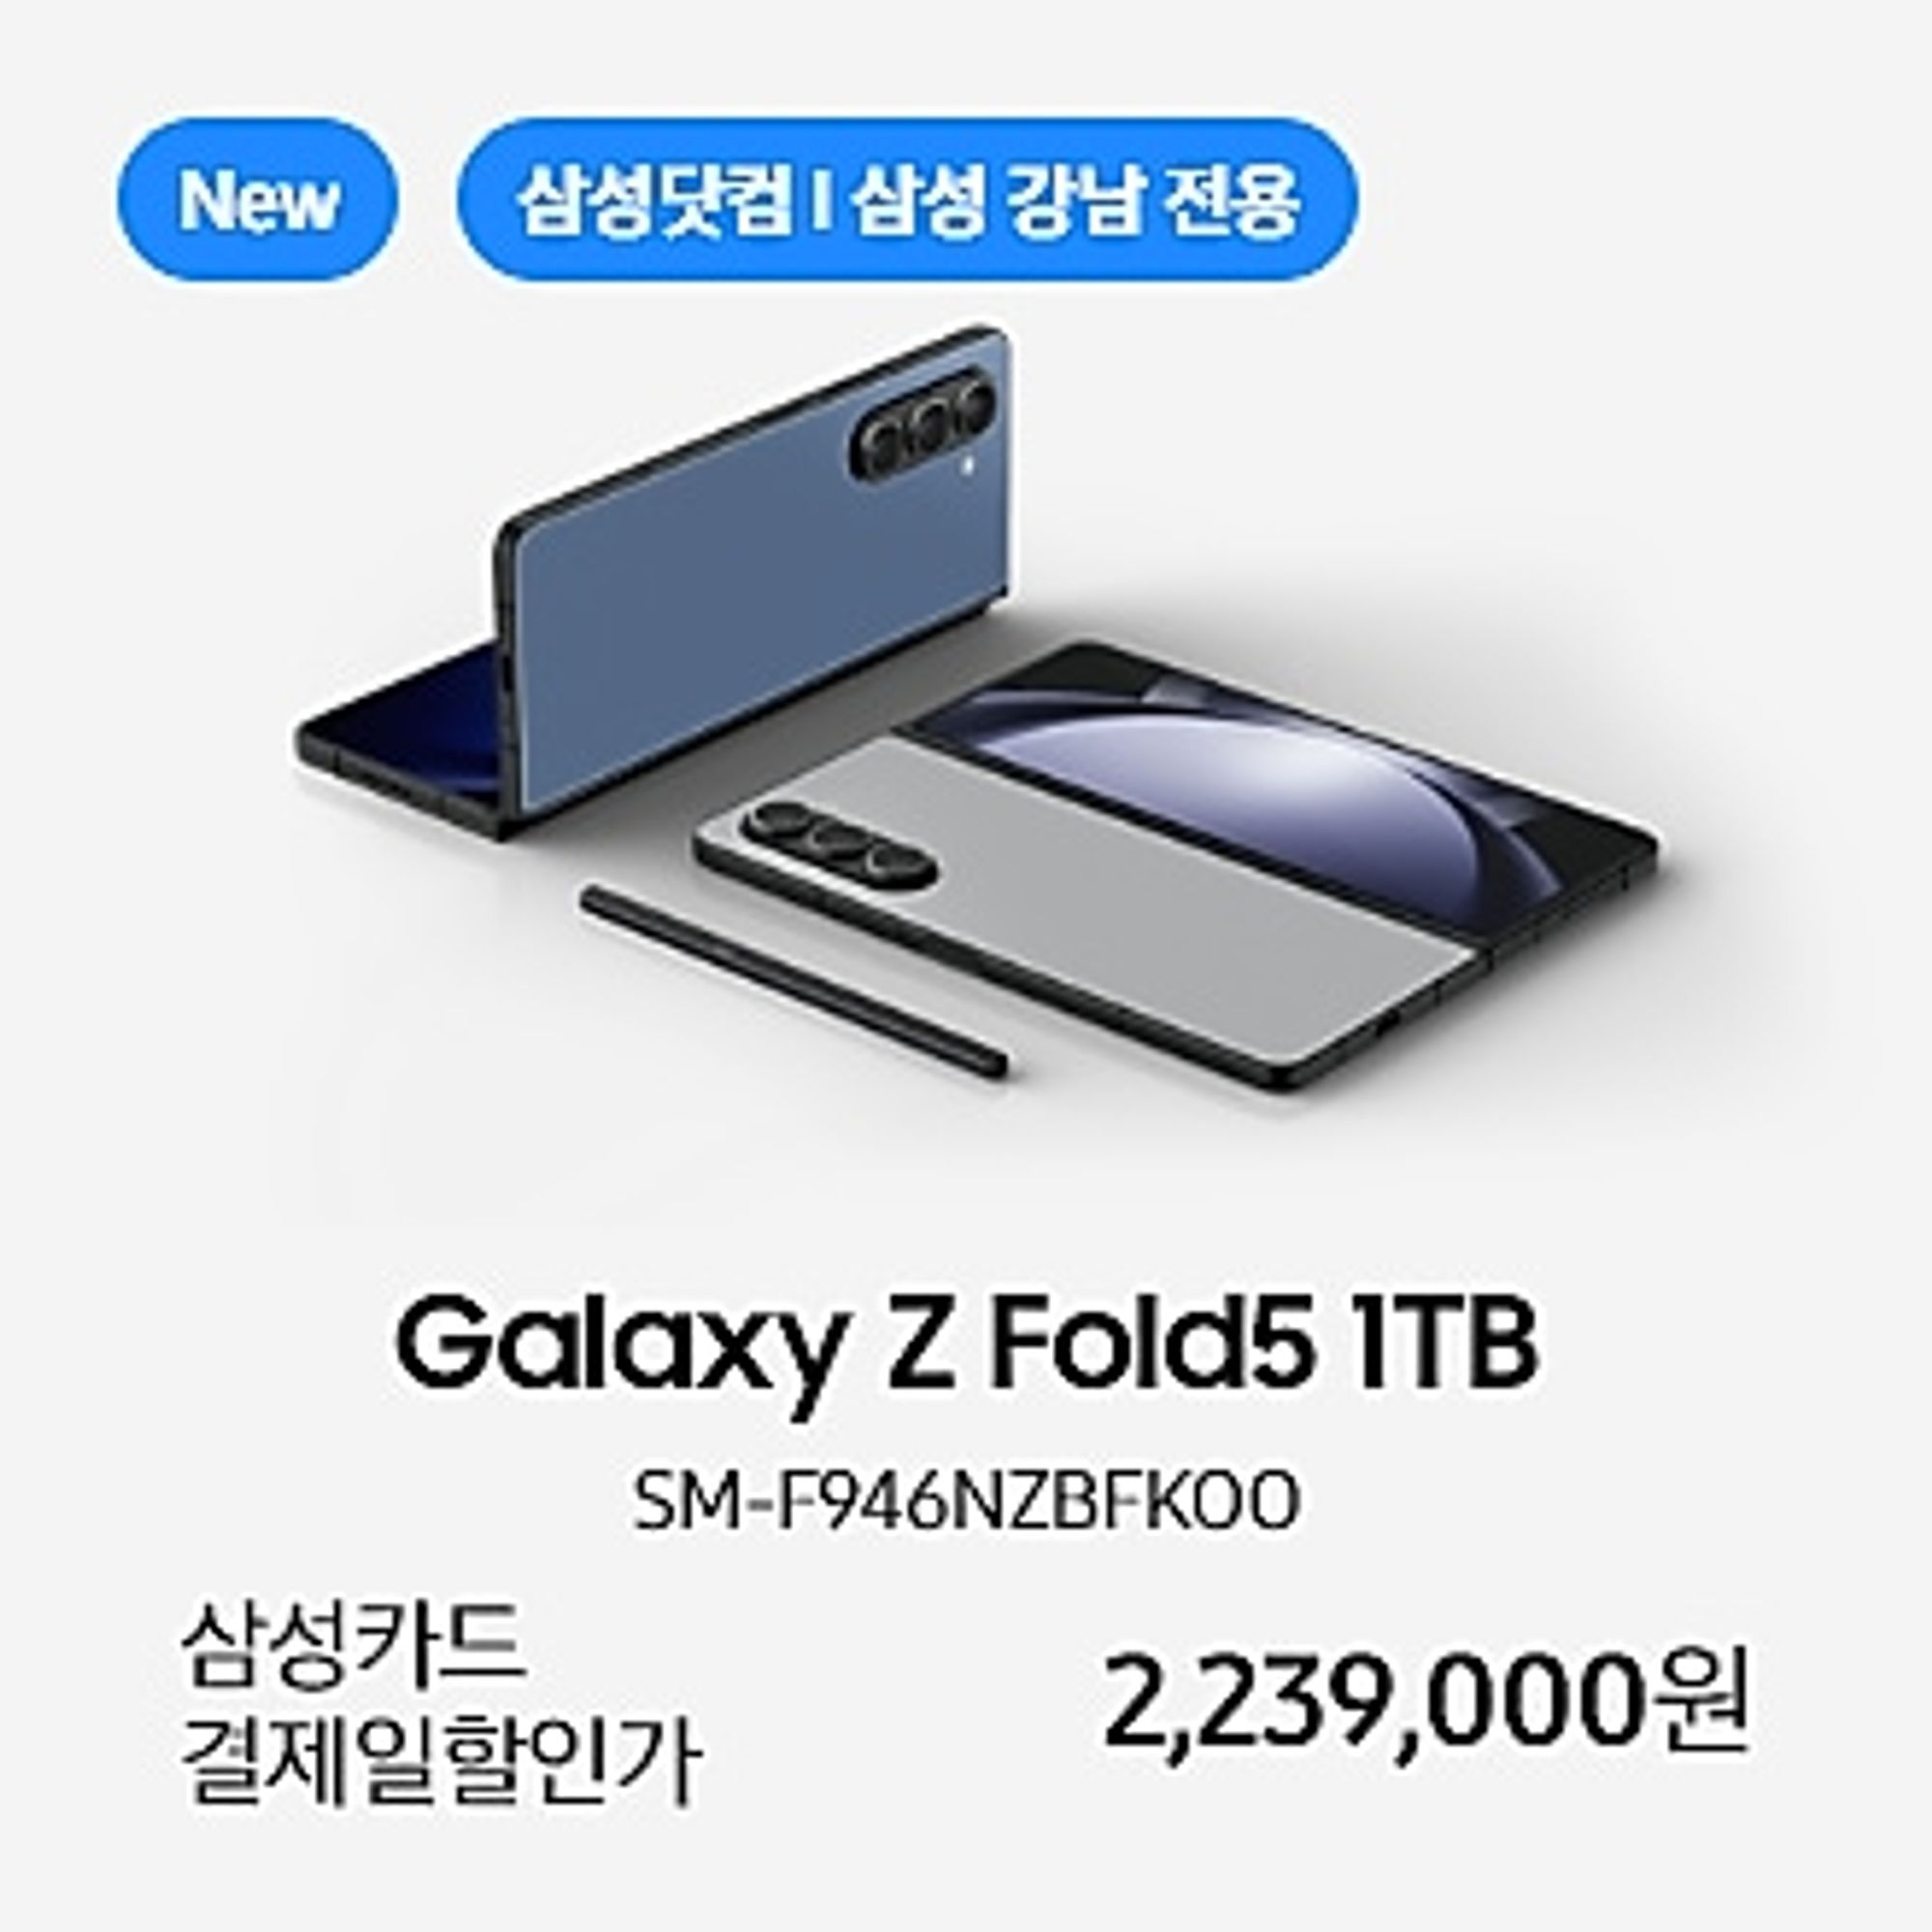 New
삼성닷컴 | 삼성 강남 전용
Galaxy Z Fold5 1TB
SM-F946NZBFKOO
삼성카드
결제일할인가
2,239,000원